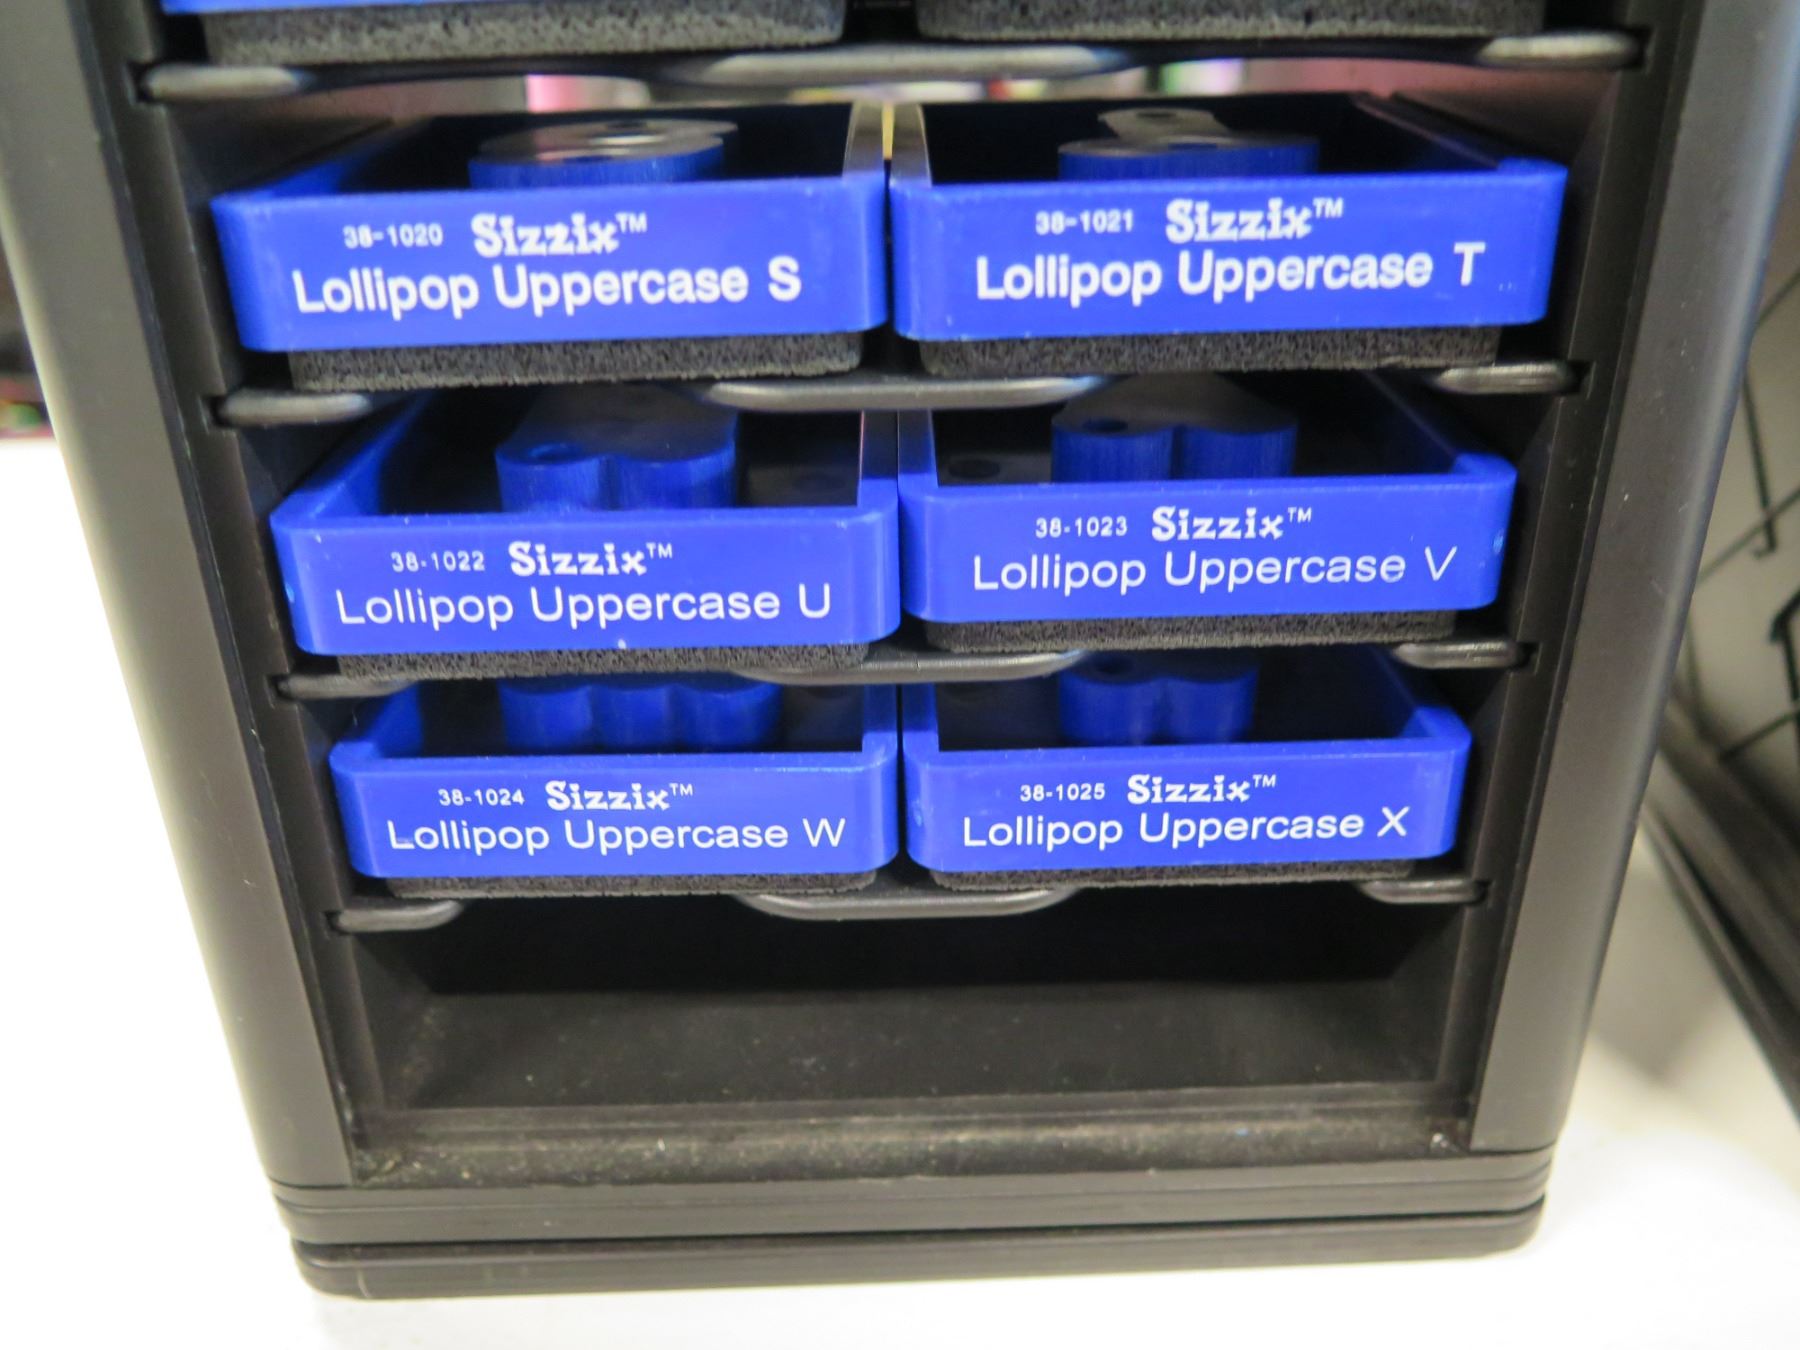 38-1020 Sizzix™
Lollipop Uppercase S
38-1021 Sizzix™
Lollipop Uppercase T
38-1022 Sizzix™
Lollipop Uppercase U
38-1023 Sizzix™
Lollipop Uppercase V
38-1024 Sizzix™
Lollipop Uppercase W
38-1025 Sizzix™
Lollipop Uppercase X